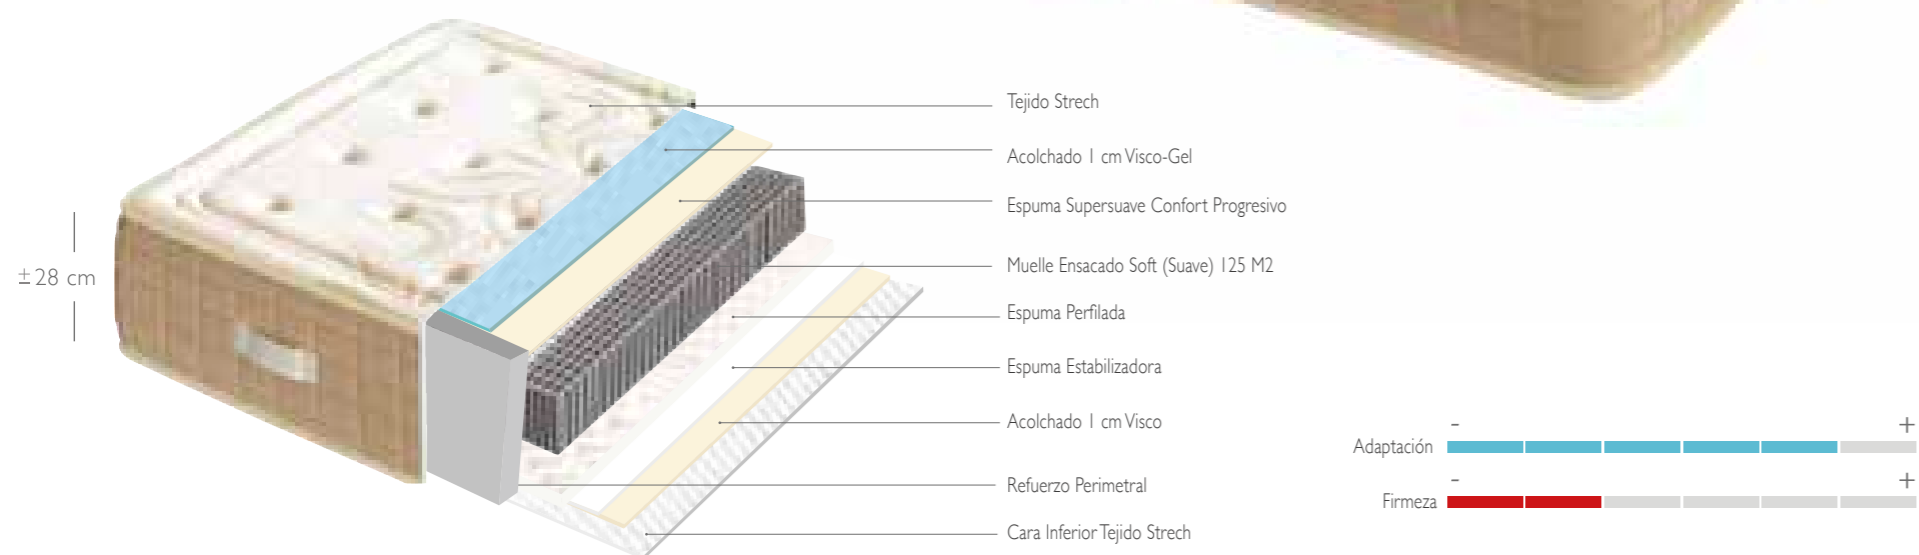 Tejido Strech
Acolchado 1 cm Visco-Gel
Espuma Supersuave Confort Progresivo
Muelle Ensacado Soft (Suave) 125 M2
Espuma Perfilada
Espuma Estabilizadora
Acolchado 1 cm Visco
Refuerzo Perimetral
Cara Inferior Tejido Strech
±28 cm
- +
Adaptación
- +
Firmeza